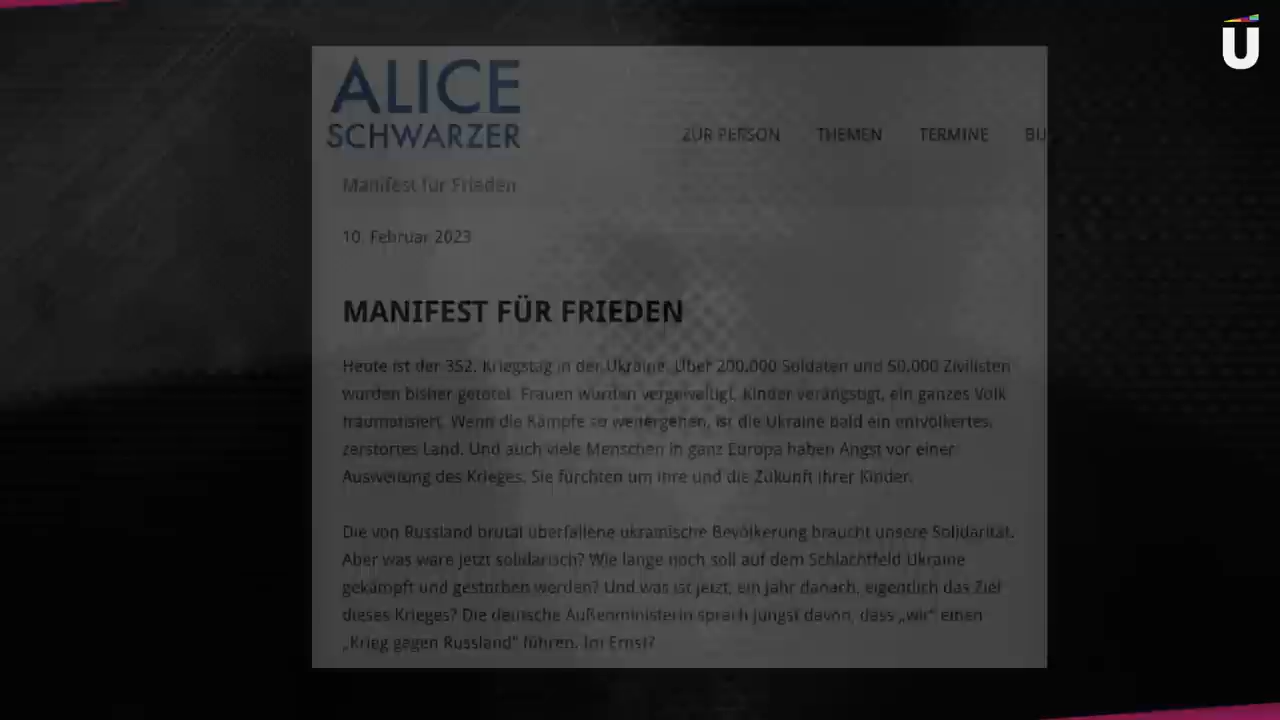 Ü
ALICE
SCHWARZER
ZUR PERSON THEMEN TERMINE BU
Manifest für Frieden
10. Februar 2023
MANIFEST FÜR FRIEDEN
Heute ist der 352. Kriegstag in der Ukraine. Über 200.000 Soldaten und 50.000 Zivilisten
wurden bisher getötet. Frauen wurden vergewaltigt, Kinder verängstigt, ein ganzes Volk
traumatisiert. Wenn die Kämpfe so weitergehen, ist die Ukraine bald ein entvölkertes,
zerstörtes Land. Und auch viele Menschen in ganz Europa haben Angst vor einer
Ausweitung des Krieges. Sie fürchten um ihre und die Zukunft ihrer Kinder.
Die von Russland brutal überfallene ukrainische Bevölkerung braucht unsere Solidarität.
Aber was wäre jetzt solidarisch? Wie lange noch soll auf dem Schlachtfeld Ukraine
gekämpft und gestorben werden? Und was ist jetzt, ein Jahr danach, eigentlich das Ziel
dieses Krieges? Die deutsche Außenministerin sprach jüngst davon, dass „wir“ einen
„Krieg gegen Russland“ führen. Im Ernst?